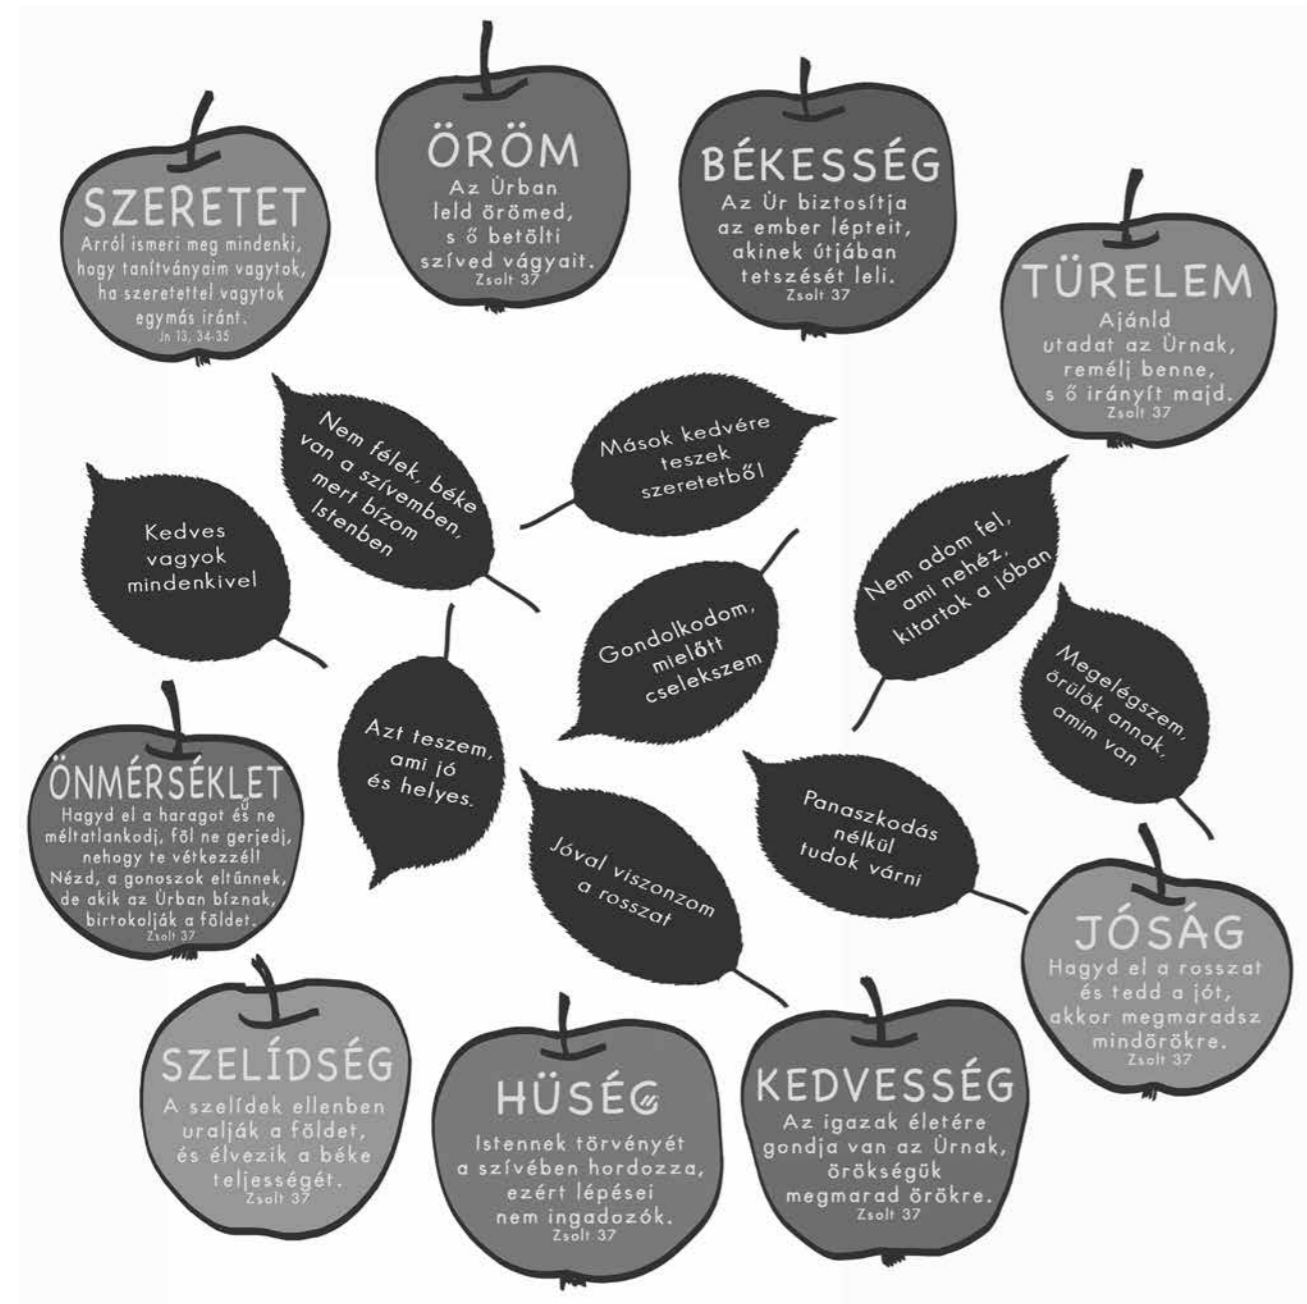 SZERETET
Arról ismeri meg mindenki,
hogy tanítványaim vagytok,
ha szeretettel vagytok
egymás iránt.
Jn 13, 34-35
ÖRÖM
Az Úrban
leld örömed,
s ő betölti
szíved vágyait.
Zsolt 37
BÉKESSÉG
Az Úr biztosítja
az ember lépteit,
akinek útjában
tetszését leli.
Zsolt 37
TÜRELEM
Ajánld
utadat az Úrnak,
remélj benne,
s ő irányít majd.
Zsolt 37
Nem félek, béke
van a szívemben,
mert bízom
Istenben
Mások kedvére
teszek
szeretetből
Kedves
vagyok
mindenkivel
Nem adom fel,
ami nehéz,
kitartok a jóban
Gondolkodom,
mielőtt
cselekszem
Megelégszem,
örülök annak,
amim van
Azt teszem,
ami jó
és helyes.
Jóval viszonzom
a rosszat
Panaszkodás
nélkül
tudok várni
ÖNMÉRSÉKLET
Hagyd el a haragot és ne
méltatlankodj, föl ne gerjedj,
nehogy te vétkezzél!
Nézd, a gonoszok eltűnnek,
de akik az Úrban bíznak,
birtokolják a földet.
Zsolt 37
JÓSÁG
Hagyd el a rosszat
és tedd a jót,
akkor megmaradsz
mindörökre.
Zsolt 37
SZELÍDSÉG
A szelídek ellenben
uralják a földet,
és élvezik a béke
teljességét.
Zsolt 37
HÜSÉG
Istennek törvényét
a szívében hordozza,
ezért lépései
nem ingadozók.
Zsolt 37
KEDVESSÉG
Az igazak életére
gondja van az Úrnak,
örökségük
megmarad örökre.
Zsolt 37